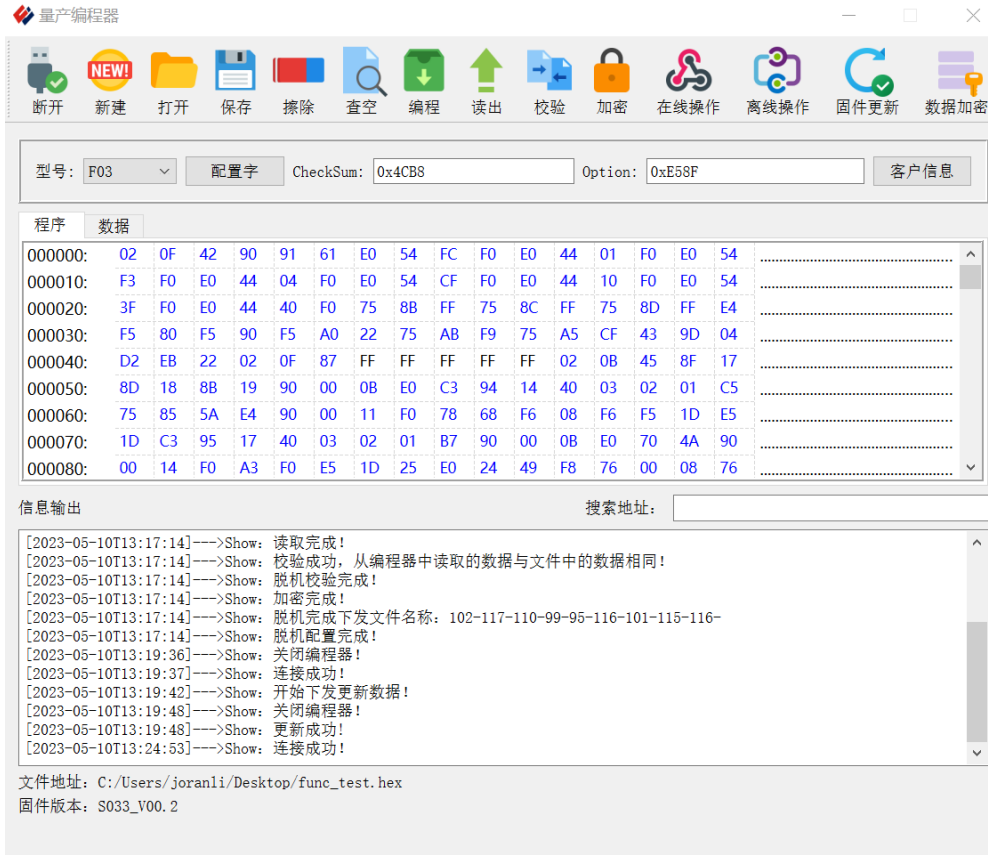 量产编程器
断开 新建 打开 保存 擦除 查空 编程 读出 校验 加密 在线操作 离线操作 固件更新 数据加密
NEW!
型号: F03 配置字 CheckSum: 0x4CB8 Option: 0xE58F 客户信息
程序 数据
000000: 02 0F 42 90 91 61 E0 54 FC F0 E0 44 01 F0 E0 54 ................................................
000010: F3 F0 E0 44 04 F0 E0 54 CF F0 E0 44 10 F0 E0 54 ................................................
000020: 3F F0 E0 44 40 F0 75 8B FF 75 8C FF 75 8D FF E4 ................................................
000030: F5 80 F5 90 F5 A0 22 75 AB F9 75 A5 CF 43 9D 04 ................................................
000040: D2 EB 22 02 0F 87 FF FF FF FF FF 02 0B 45 8F 17 ................................................
000050: 8D 18 8B 19 90 00 0B E0 C3 94 14 40 03 02 01 C5 ................................................
000060: 75 85 5A E4 90 00 11 F0 78 68 F6 08 F6 F5 1D E5 ................................................
000070: 1D C3 95 17 40 03 02 01 B7 90 00 0B E0 70 4A 90 ................................................
000080: 00 14 F0 A3 F0 E5 1D 25 E0 24 49 F8 76 00 08 76 ................................................
信息输出 搜索地址:
[2023-05-10T13:17:14]--->Show: 读取完成!
[2023-05-10T13:17:14]--->Show: 校验成功，从编程器中读取的数据与文件中的数据相同!
[2023-05-10T13:17:14]--->Show: 脱机校验完成!
[2023-05-10T13:17:14]--->Show: 加密完成!
[2023-05-10T13:17:14]--->Show: 脱机完成下发文件名称: 102-117-110-99-95-116-101-115-116-
[2023-05-10T13:17:14]--->Show: 脱机配置完成!
[2023-05-10T13:19:36]--->Show: 关闭编程器!
[2023-05-10T13:19:37]--->Show: 连接成功!
[2023-05-10T13:19:42]--->Show: 开始下发更新数据!
[2023-05-10T13:19:48]--->Show: 关闭编程器!
[2023-05-10T13:19:48]--->Show: 更新成功!
[2023-05-10T13:24:53]--->Show: 连接成功!
文件地址: C:/Users/joranli/Desktop/func_test.hex
固件版本: S033_V00.2